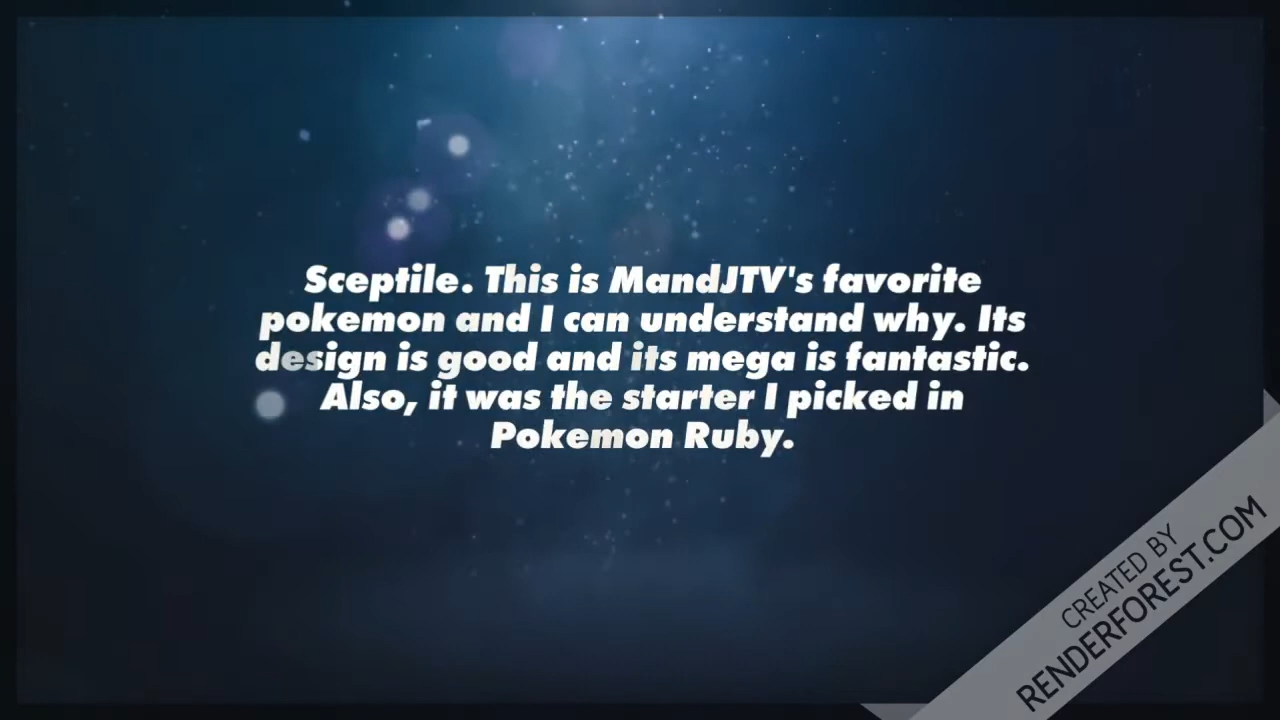 Sceptile. This is MandJTV's favorite
pokemon and I can understand why. Its
design is good and its mega is fantastic.
Also, it was the starter I picked in
Pokemon Ruby.
CREATED BY
RENDERFOREST.COM